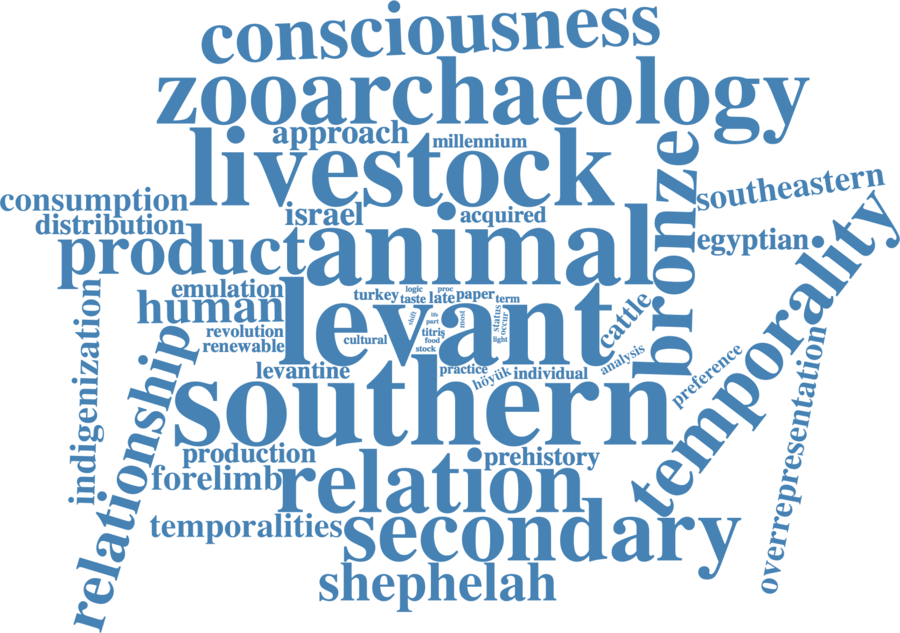 consciousness
zooarchaeology
approach
millennium
livestock
bronze
consumption
southeastern
distribution
israel
acquired
product
animal
egyptian
temporality
emulation
human
turkey
logic
taste
proc
late
paper
term
levant
cattle
revolution
renewable
cultural
shift
life
part
titriş
food
stock
most
status
occur
light
levantine
practice
höyük
individual
analysis
preference
indigenization
relationship
southern
overrepresentation
production
prehistory
forelimb
relation
temporalities
secondary
shephelah